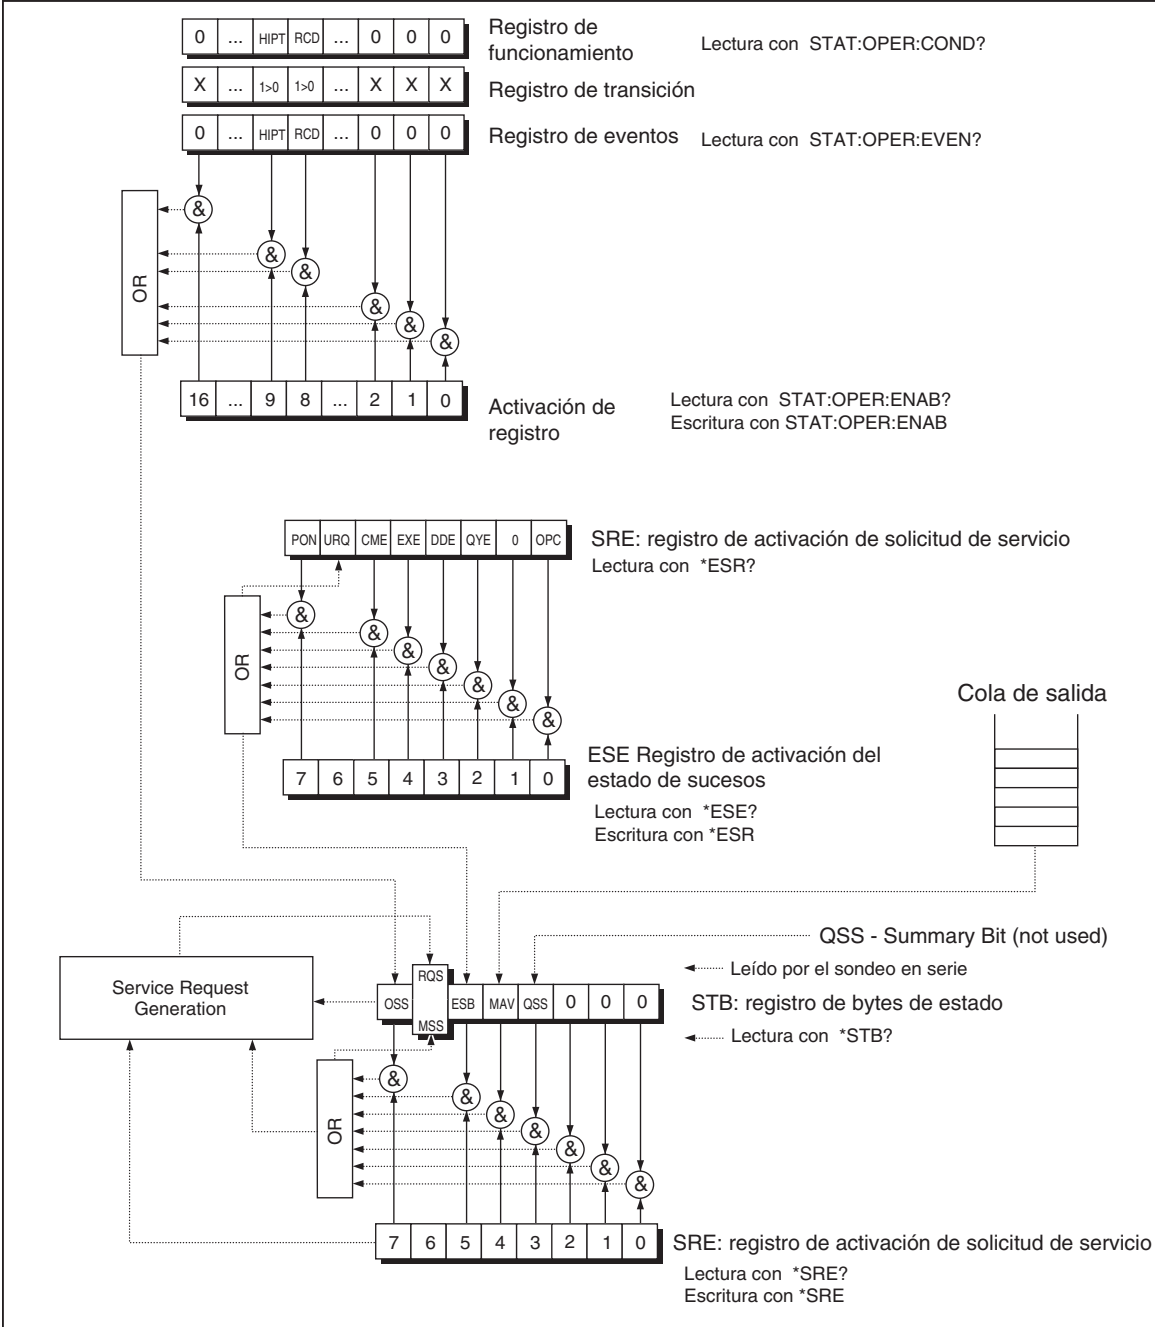 0 ... HIPT RCD ... 0 0 0
Registro de
funcionamiento
Lectura con STAT:OPER:COND?
X ... 1>0 1>0 ... X X X
Registro de transición
0 ... HIPT RCD ... 0 0 0
Registro de eventos
Lectura con STAT:OPER:EVEN?
&
&
&
&
&
&
OR
16 ... 9 8 ... 2 1 0
Activación de
registro
Lectura con STAT:OPER:ENAB?
Escritura con STAT:OPER:ENAB
PON URQ CME EXE DDE QYE 0 OPC
SRE: registro de activación de solicitud de servicio
Lectura con *ESR?
&
&
&
&
&
&
&
OR
7 6 5 4 3 2 1 0
ESE Registro de activación del
estado de sucesos
Lectura con *ESE?
Escritura con *ESR
Cola de salida
QSS - Summary Bit (not used)
Leído por el sondeo en serie
Service Request
Generation
RQS
OSS ESB MAV QSS 0 0 0
MSS
STB: registro de bytes de estado
Lectura con *STB?
&
&
&
&
&
&
&
OR
7 6 5 4 3 2 1 0
SRE: registro de activación de solicitud de servicio
Lectura con *SRE?
Escritura con *SRE